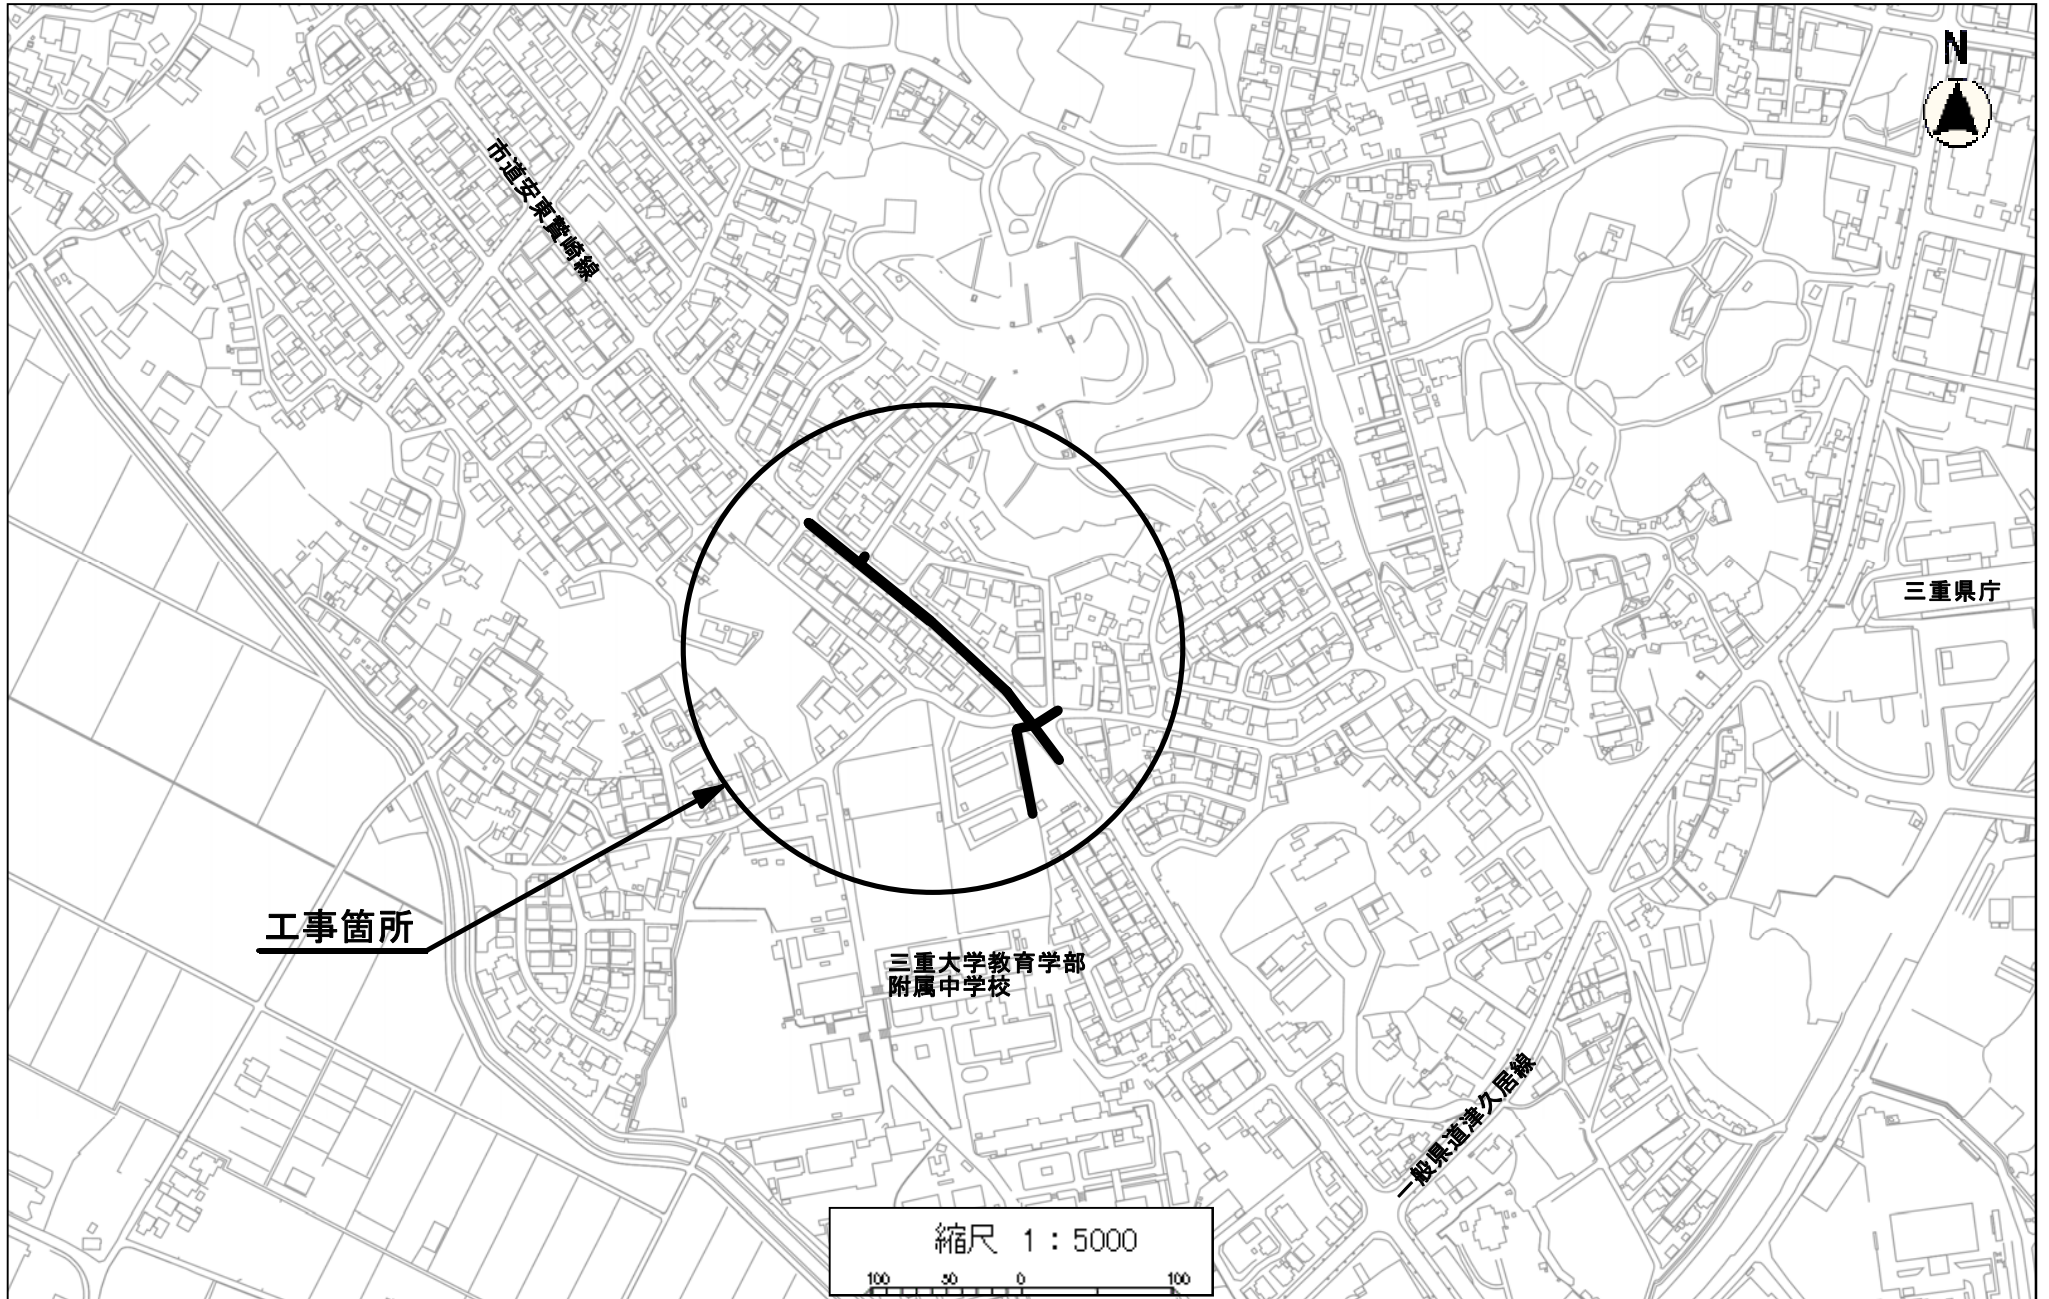 N
市道安東贄崎線
三重県庁
工事箇所
三重大学教育学部
附属中学校
一般県道津久居線
縮尺 1：5000
100 50 0 100